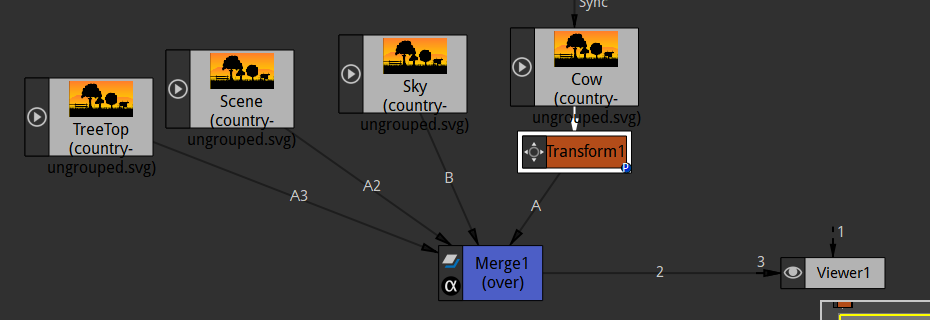 Sync
TreeTop
(country-
ungrouped.svg)
Scene
(country-
ungrouped.svg)
Sky
(country-
ungrouped.svg)
Cow
(country-
ungrouped.svg)
Transform1
P
A3
A2
B
A
Merge1
(over)
α
2
3
1
Viewer1